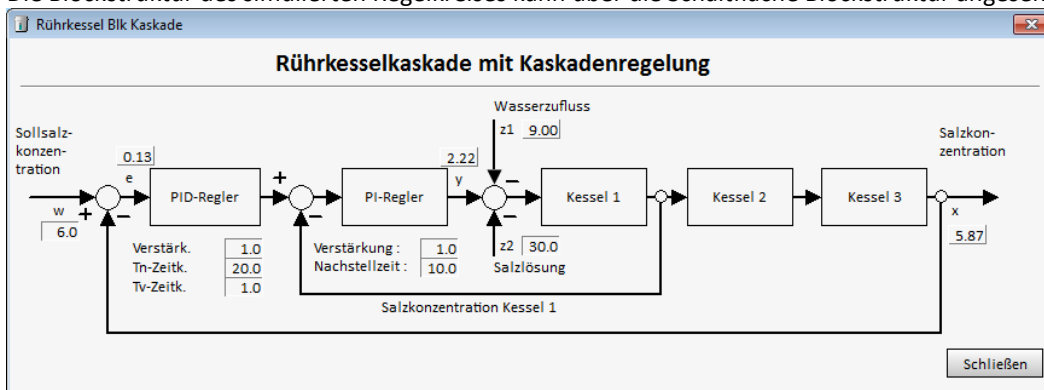 Die Blockstruktur des simulierten Regelkreises kann über die Schaltfläche Blockstruktur
Rührkessel Blk Kaskade
Rührkesselkaskade mit Kaskadenregelung
Wasserzufluss
z1 9.00
Sollsalz-
konzen-
tration
Salzkon-
zentration
0.13
e
2.22
y
PID-Regler
PI-Regler
Kessel 1
Kessel 2
Kessel 3
w
6.0
x
5.87
Verstärk. 1.0
Tn-Zeitk. 20.0
Tv-Zeitk. 1.0
Verstärkung : 1.0
Nachstellzeit : 10.0
z2 30.0
Salzlösung
Salzkonzentration Kessel 1
Schließen